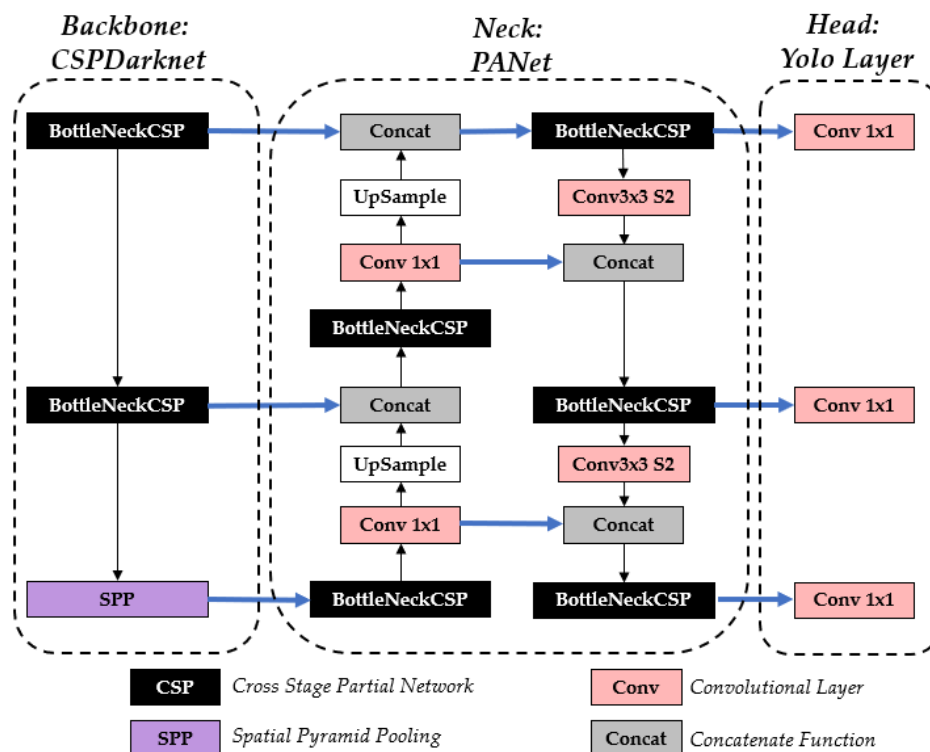 Backbone:
CSPDarknet
Neck:
PANet
Head:
Yolo Layer
BottleNeckCSP
Concat
BottleNeckCSP
Conv 1x1
UpSample
Conv3x3 S2
Conv 1x1
Concat
BottleNeckCSP
BottleNeckCSP
Concat
BottleNeckCSP
Conv 1x1
UpSample
Conv3x3 S2
Conv 1x1
Concat
SPP
BottleNeckCSP
BottleNeckCSP
Conv 1x1
CSP
Cross Stage Partial Network
Conv
Convolutional Layer
SPP
Spatial Pyramid Pooling
Concat
Concatenate Function